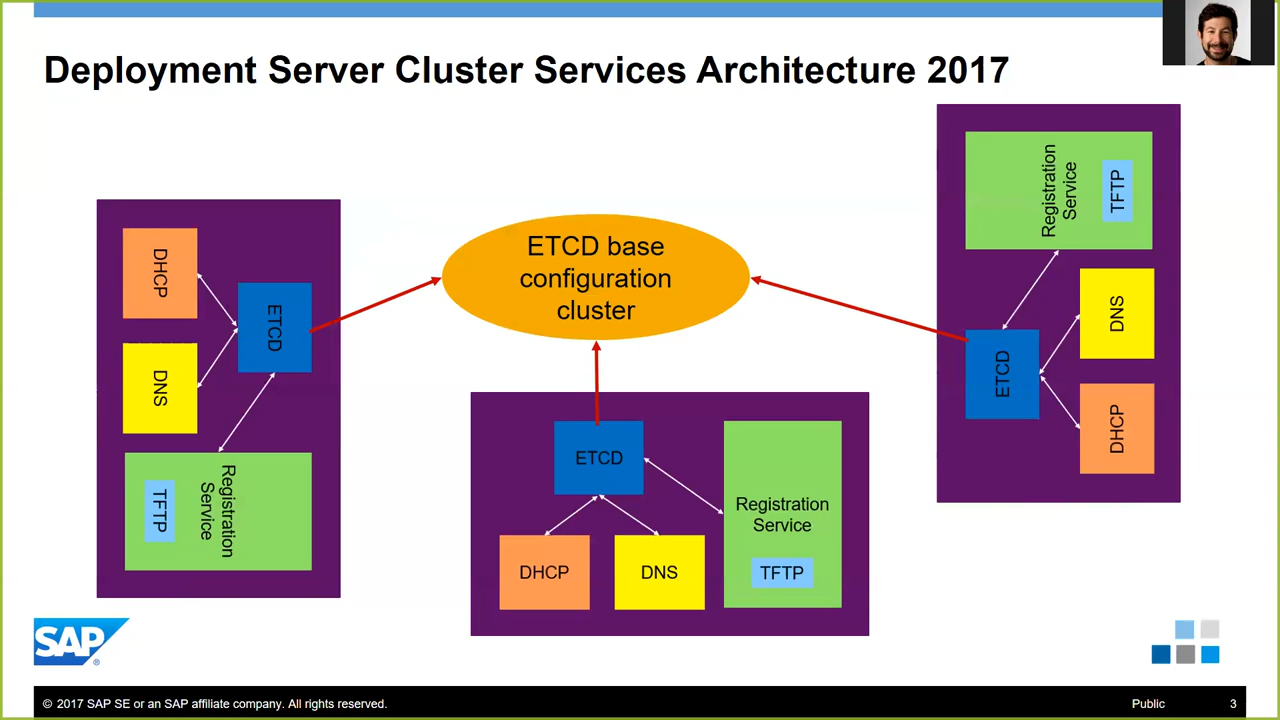 Deployment Server Cluster Services Architecture 2017
DHCP
DNS
ETCD
Registration
Service
TFTP
ETCD base
configuration
cluster
ETCD
DHCP
DNS
Registration
Service
TFTP
Registration
Service
TFTP
DNS
ETCD
DHCP
SAP®
© 2017 SAP SE or an SAP affiliate company. All rights reserved.
Public
3